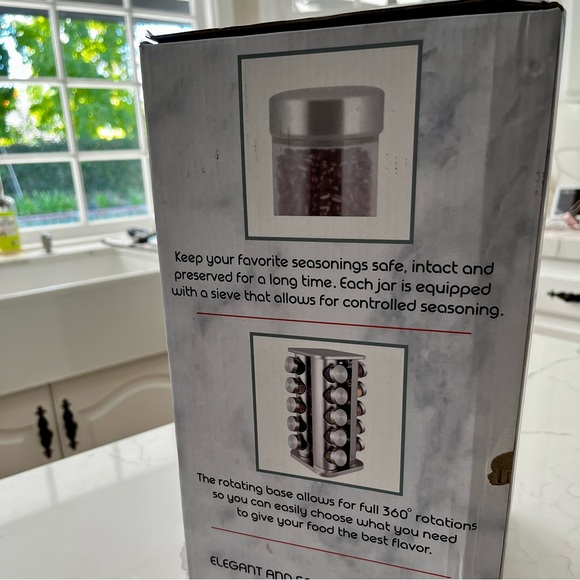 Keep your favorite seasonings safe, intact and
preserved for a long time. Each jar is equipped
with a sieve that allows for controlled seasoning.
The rotating base allows for full 360° rotations
so you can easily choose what you need
to give your food the best flavor.
ELEGANT AND